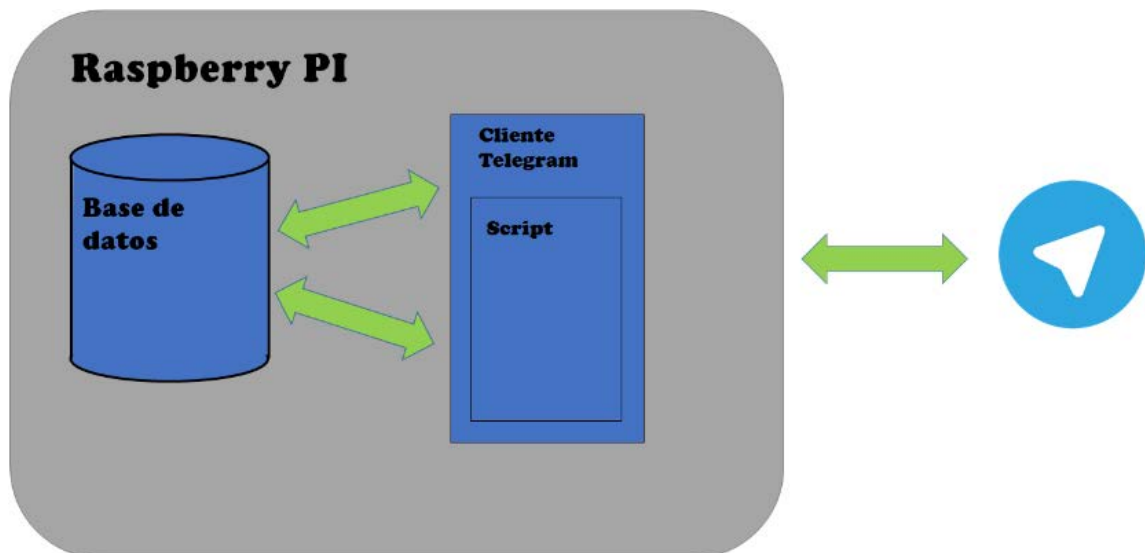 Raspberry PI
Cliente
Telegram
Base de
datos
Script